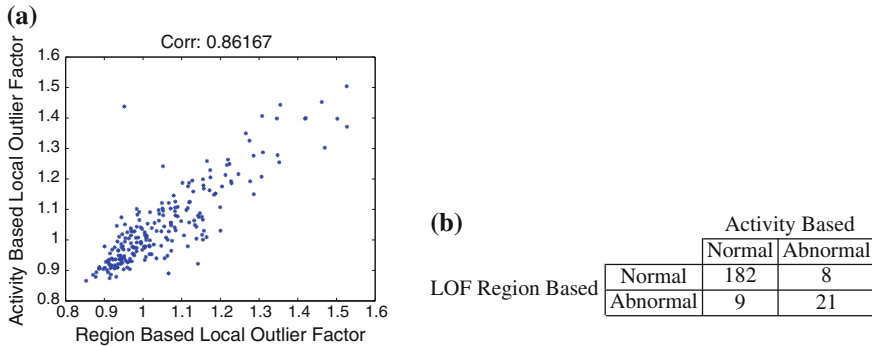 (a)
Corr: 0.86167
Activity Based Local Outlier Factor
1.6
1.5
1.4
1.3
1.2
1.1
1
0.9
0.8
0.8 0.9 1 1.1 1.2 1.3 1.4 1.5 1.6
Region Based Local Outlier Factor
(b)
Activity Based
Normal Abnormal
LOF Region Based
Normal 182 8
Abnormal 9 21